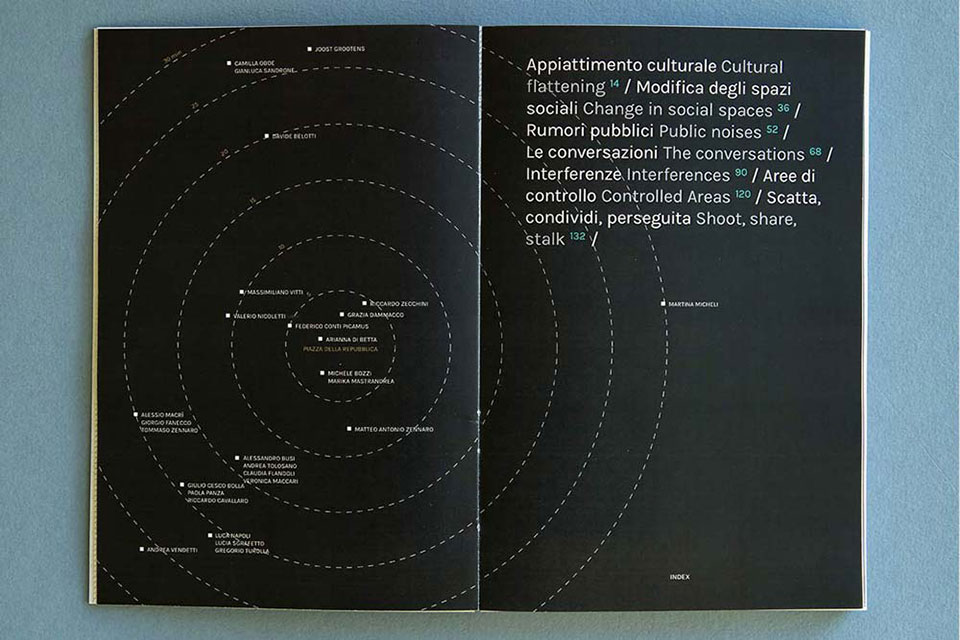 30 min
25
20
15
10
JOOST GROOTENS
CAMILLA OBOE
GIANLUCA SANDRONE
DAVIDE BELOTTI
MASSIMILIANO VITTI
RICCARDO ZECCHINI
VALERIO NICOLETTI
GRAZIA DAMMACCO
FEDERICO CONTI PICAMUS
ARIANNA DI BETTA
PIAZZA DELLA REPUBBLICA
MICHELE BOZZI
MARIKA MASTRANDREA
ALESSIO MACRÌ
GIORGIO FANECCO
TOMMASO ZENNARO
MATTEO ANTONIO ZENNARO
ALESSANDRO BUSI
ANDREA TOLOSANO
CLAUDIA FLANDOLI
VERONICA MACCARI
GIULIO CESCO BOLLA
PAOLA PANZA
RICCARDO CAVALLARO
LUCA NAPOLI
LUCIA SGRAFETTO
GREGORIO TUROLLA
ANDREA VENDETTI
Appiattimento culturale Cultural
flattening 14 / Modifica degli spazi
sociali Change in social spaces 36 /
Rumori pubblici Public noises 52 /
Le conversazioni The conversations 68 /
Interferenze Interferences 90 / Aree di
controllo Controlled Areas 120 / Scatta,
condividi, perseguita Shoot, share,
stalk 132 /
MARTINA MICHELI
INDEX